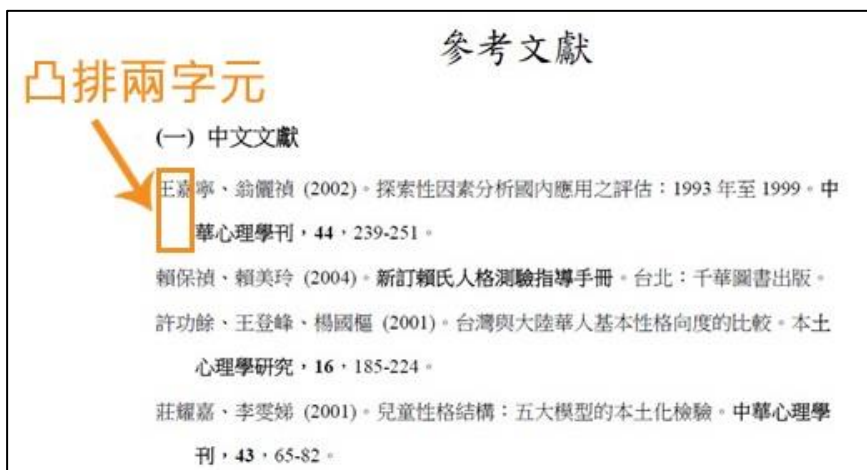 參考文獻
凸排兩字元
(一) 中文文獻
王嘉寧、翁儷禎 (2002)。探索性因素分析國內應用之評估：1993 年至 1999。中
華心理學刊，44，239-251。
賴保禎、賴美玲 (2004)。新訂賴氏人格測驗指導手冊。台北：千華圖書出版。
許功餘、王登峰、楊國樞 (2001)。台灣與大陸華人基本性格向度的比較。本土
心理學研究，16，185-224。
莊耀嘉、李雯娣 (2001)。兒童性格結構：五大模型的本土化檢驗。中華心理學
刊，43，65-82。